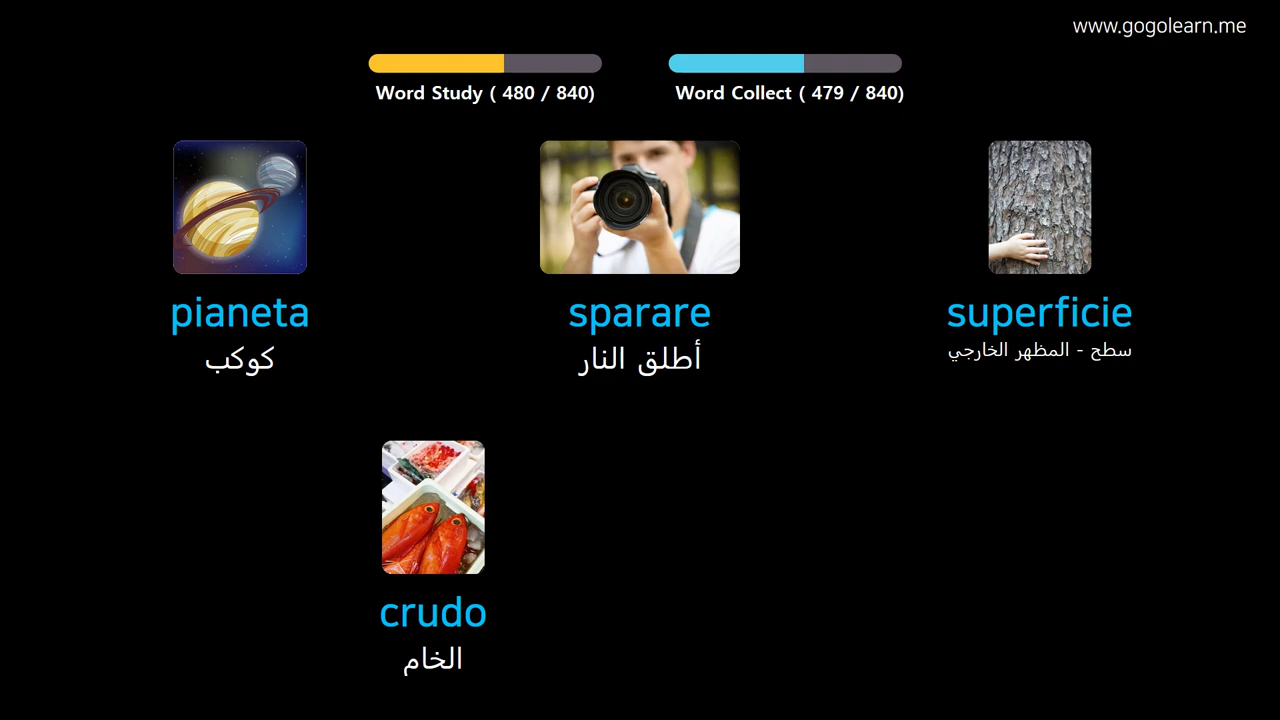 www.gogolearn.me
Word Study ( 480 / 840)
Word Collect ( 479 / 840)
pianeta
كوكب
sparare
أطلق النار
superficie
سطح - المظهر الخارجي
crudo
الخام